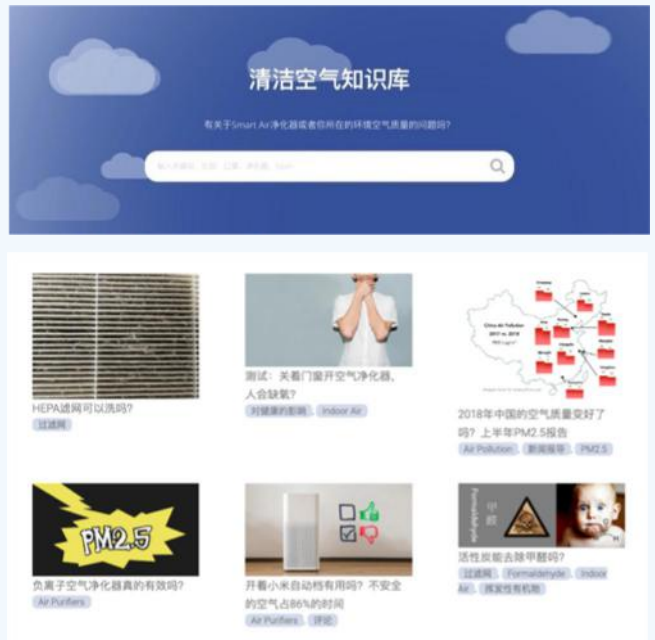 清洁空气知识库
有关于Smart Air净化器或者你所在的环境空气质量的问题吗?
HEPA滤网可以洗吗?
过滤网
测试：关着门窗开空气净化器，
人会缺氧?
对健康的影响, Indoor Air
China Air Pollution
2017 vs. 2018
2018年中国的空气质量变好了
吗? 上半年PM2.5报告
Air Pollution, 新闻报导, PM2.5
PM2.5
负离子空气净化器真的有效吗?
Air Purifiers
开着小米自动档有用吗? 不安全
的空气占86%的时间
Air Purifiers, 评论
Formaldehyde
甲醛
活性炭能去除甲醛吗?
过滤网, Formaldehyde, Indoor
Air, 挥发性有机物